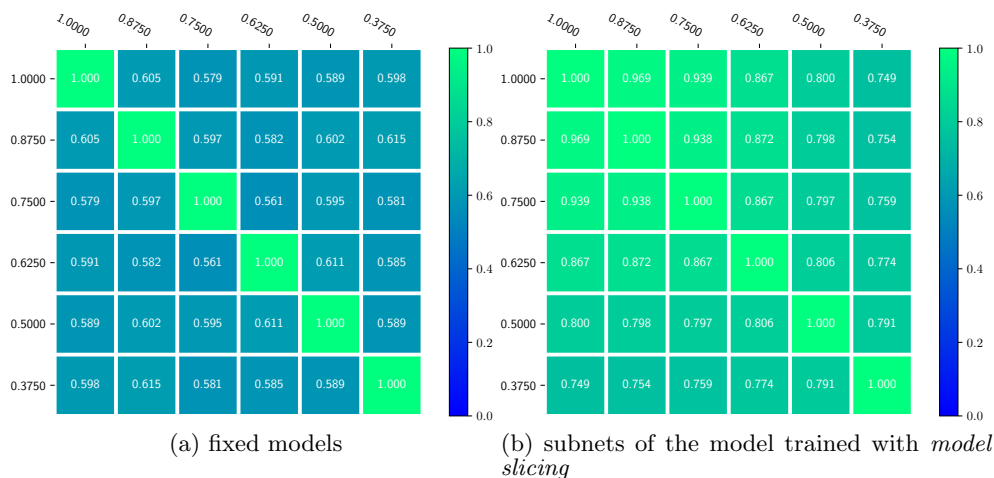 1.0000 0.8750 0.7500 0.6250 0.5000 0.3750
1.0000 1.000 0.605 0.579 0.591 0.589 0.598
0.8750 0.605 1.000 0.597 0.582 0.602 0.615
0.7500 0.579 0.597 1.000 0.561 0.595 0.581
0.6250 0.591 0.582 0.561 1.000 0.611 0.585
0.5000 0.589 0.602 0.595 0.611 1.000 0.589
0.3750 0.598 0.615 0.581 0.585 0.589 1.000
1.0
0.8
0.6
0.4
0.2
0.0
(a) fixed models
1.0000 0.8750 0.7500 0.6250 0.5000 0.3750
1.0000 1.000 0.969 0.939 0.867 0.800 0.749
0.8750 0.969 1.000 0.938 0.872 0.798 0.754
0.7500 0.939 0.938 1.000 0.867 0.797 0.759
0.6250 0.867 0.872 0.867 1.000 0.806 0.774
0.5000 0.800 0.798 0.797 0.806 1.000 0.791
0.3750 0.749 0.754 0.759 0.774 0.791 1.000
1.0
0.8
0.6
0.4
0.2
0.0
(b) subnets of the model trained with model
slicing